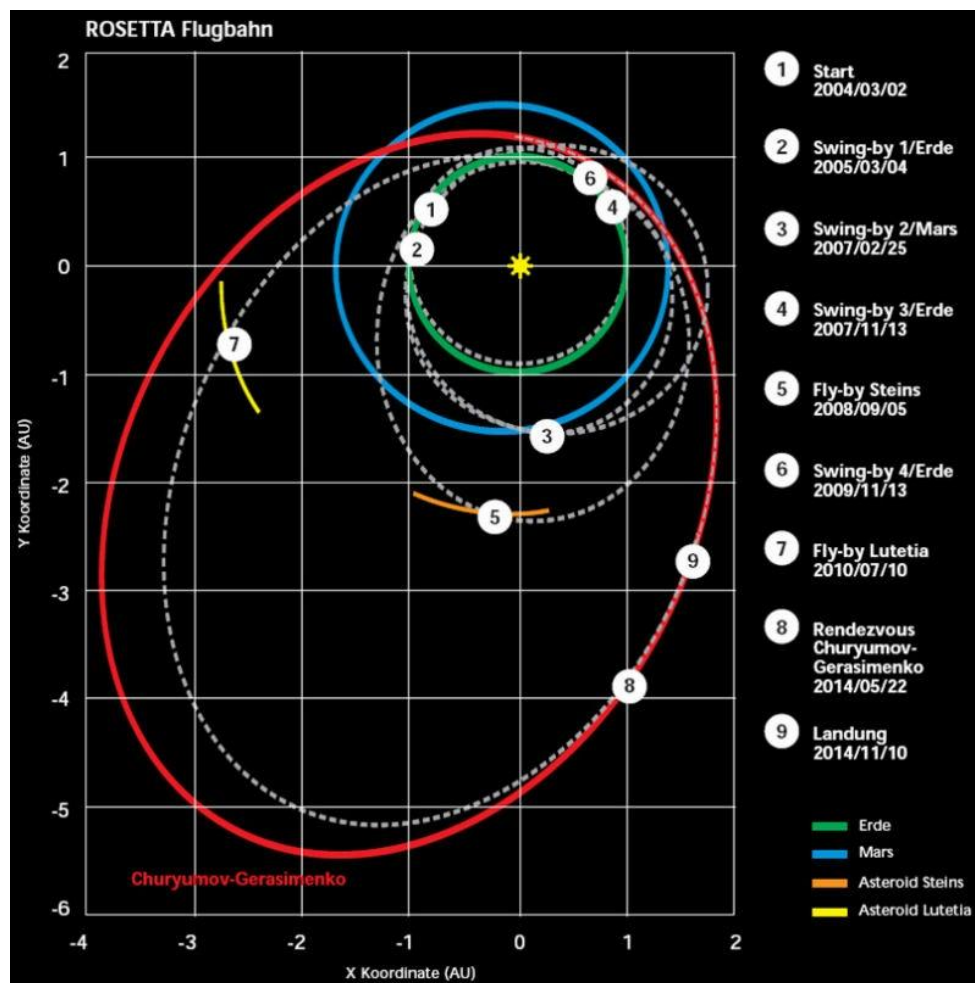 ROSETTA Flugbahn
2
1
0
-1
-2
-3
-4
-5
-6
Y Koordinate (AU)
-4
-3
-2
-1
0
1
2
X Koordinate (AU)
1
2
3
4
5
6
7
8
9
Churyumov-Gerasimenko
1
Start
2004/03/02
2
Swing-by 1/Erde
2005/03/04
3
Swing-by 2/Mars
2007/02/25
4
Swing-by 3/Erde
2007/11/13
5
Fly-by Steins
2008/09/05
6
Swing-by 4/Erde
2009/11/13
7
Fly-by Lutetia
2010/07/10
8
Rendezvous
Churyumov-
Gerasimenko
2014/05/22
9
Landung
2014/11/10
Erde
Mars
Asteroid Steins
Asteroid Lutetia